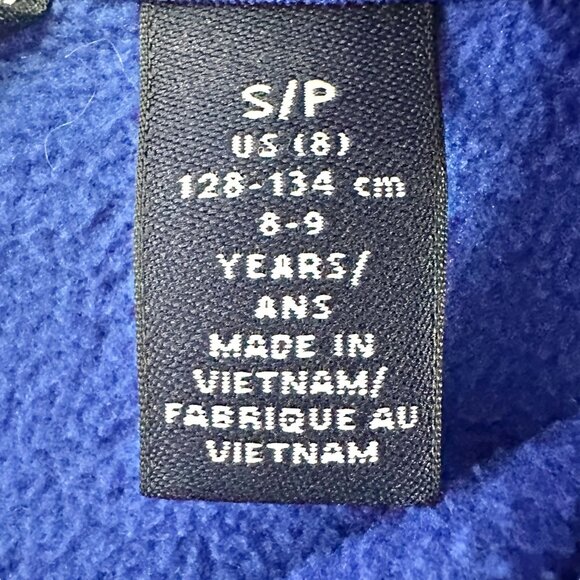 S/P
US (8)
128-134 cm
8-9
YEARS/
ANS
MADE IN
VIETNAM/
FABRIQUE AU
VIETNAM